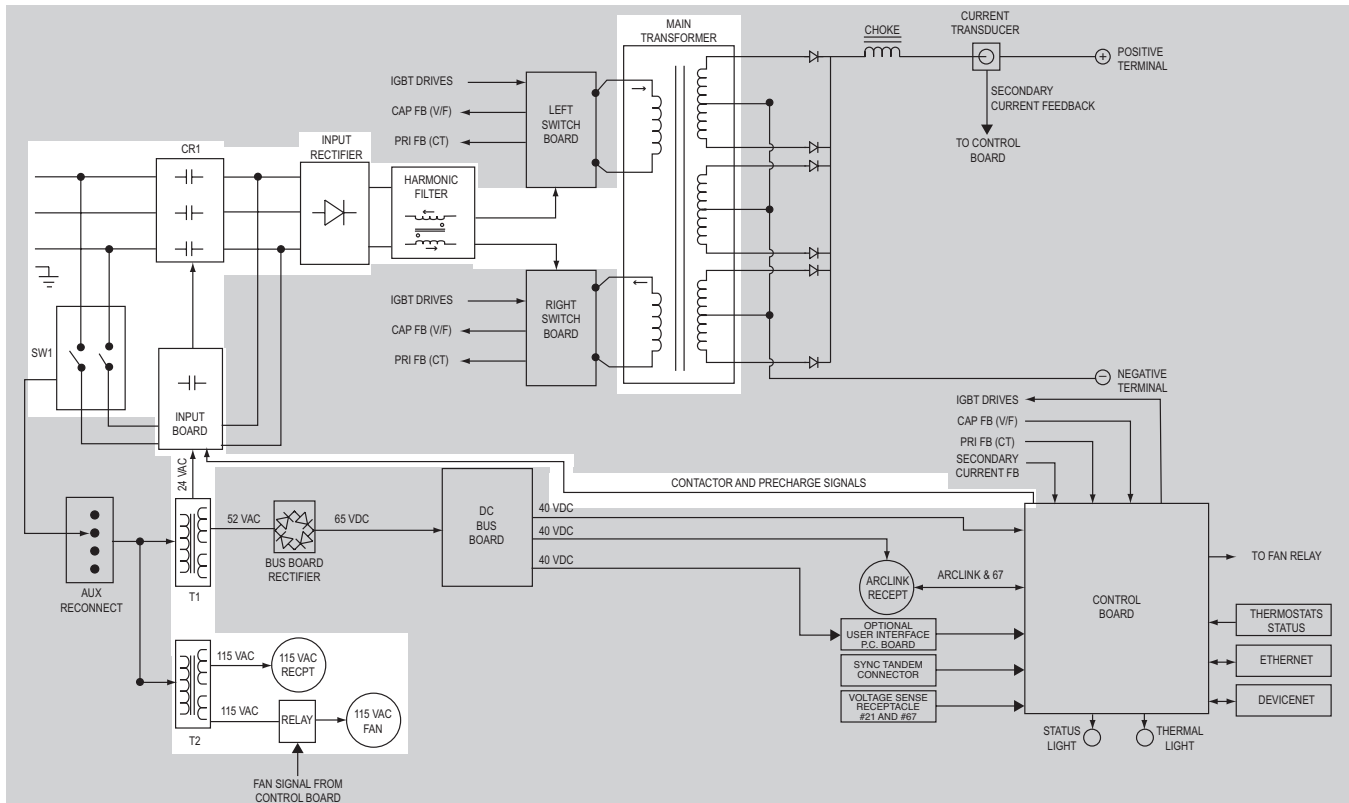 CURRENT
TRANSDUCER
MAIN
TRANSFORMER
CHOKE
POSITIVE
TERMINAL
SECONDARY
CURRENT FEEDBACK
TO CONTROL
BOARD
IGBT DRIVES
CAP FB (V/F)
PRI FB (CT)
LEFT
SWITCH
BOARD
CR1
INPUT
RECTIFIER
HARMONIC
FILTER
IGBT DRIVES
CAP FB (V/F)
PRI FB (CT)
RIGHT
SWITCH
BOARD
SW1
INPUT
BOARD
NEGATIVE
TERMINAL
IGBT DRIVES
CAP FB (V/F)
PRI FB (CT)
SECONDARY
CURRENT FB
24 VAC
CONTACTOR AND PRECHARGE SIGNALS
AUX
RECONNECT
T1
52 VAC
BUS BOARD
RECTIFIER
65 VDC
DC
BUS
BOARD
40 VDC
40 VDC
40 VDC
ARCLINK
RECEPT
ARCLINK & 67
OPTIONAL
USER INTERFACE
P.C. BOARD
SYNC TANDEM
CONNECTOR
VOLTAGE SENSE
RECEPTACLE
#21 AND #67
CONTROL
BOARD
TO FAN RELAY
THERMOSTATS
STATUS
ETHERNET
DEVICENET
STATUS
LIGHT
THERMAL
LIGHT
T2
115 VAC
115 VAC
RECPT
115 VAC
RELAY
115 VAC
FAN
FAN SIGNAL FROM
CONTROL BOARD